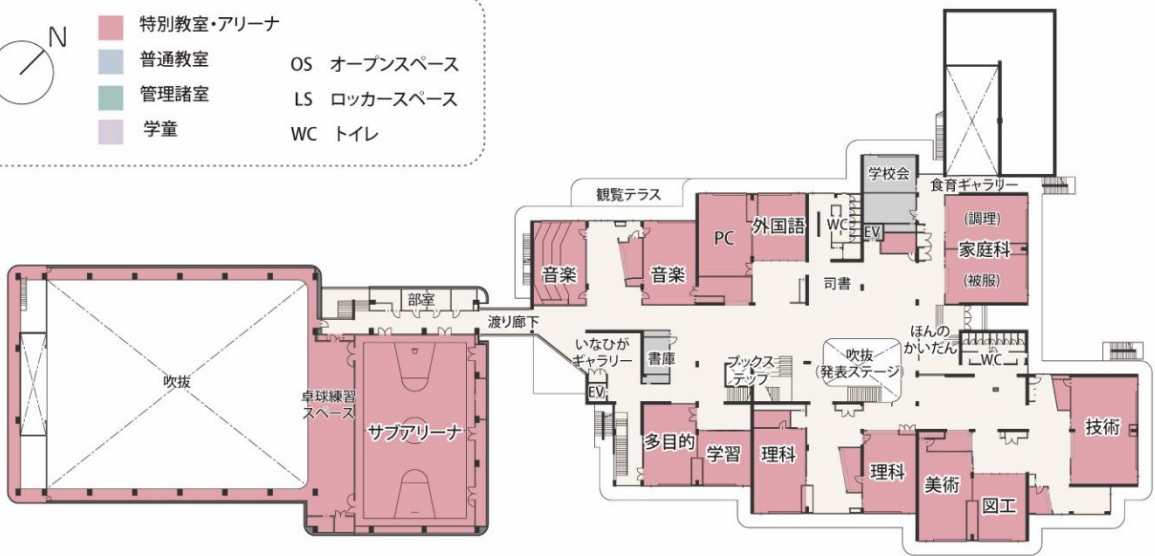 N
特別教室・アリーナ
普通教室
管理諸室
学童
OS オープンスペース
LS ロッカースペース
WC トイレ
観覧テラス
学校会
食育ギャラリー
音楽
音楽
PC
外国語
WC
EV
(調理)
家庭科
(被服)
司書
部室
渡り廊下
いなひが
ギャラリー
書庫
EV
ブックス
テップ
吹抜
(発表ステージ)
ほんの
かいだん
WC
吹抜
卓球練習
スペース
サブアリーナ
多目的
学習
理科
理科
美術
図工
技術